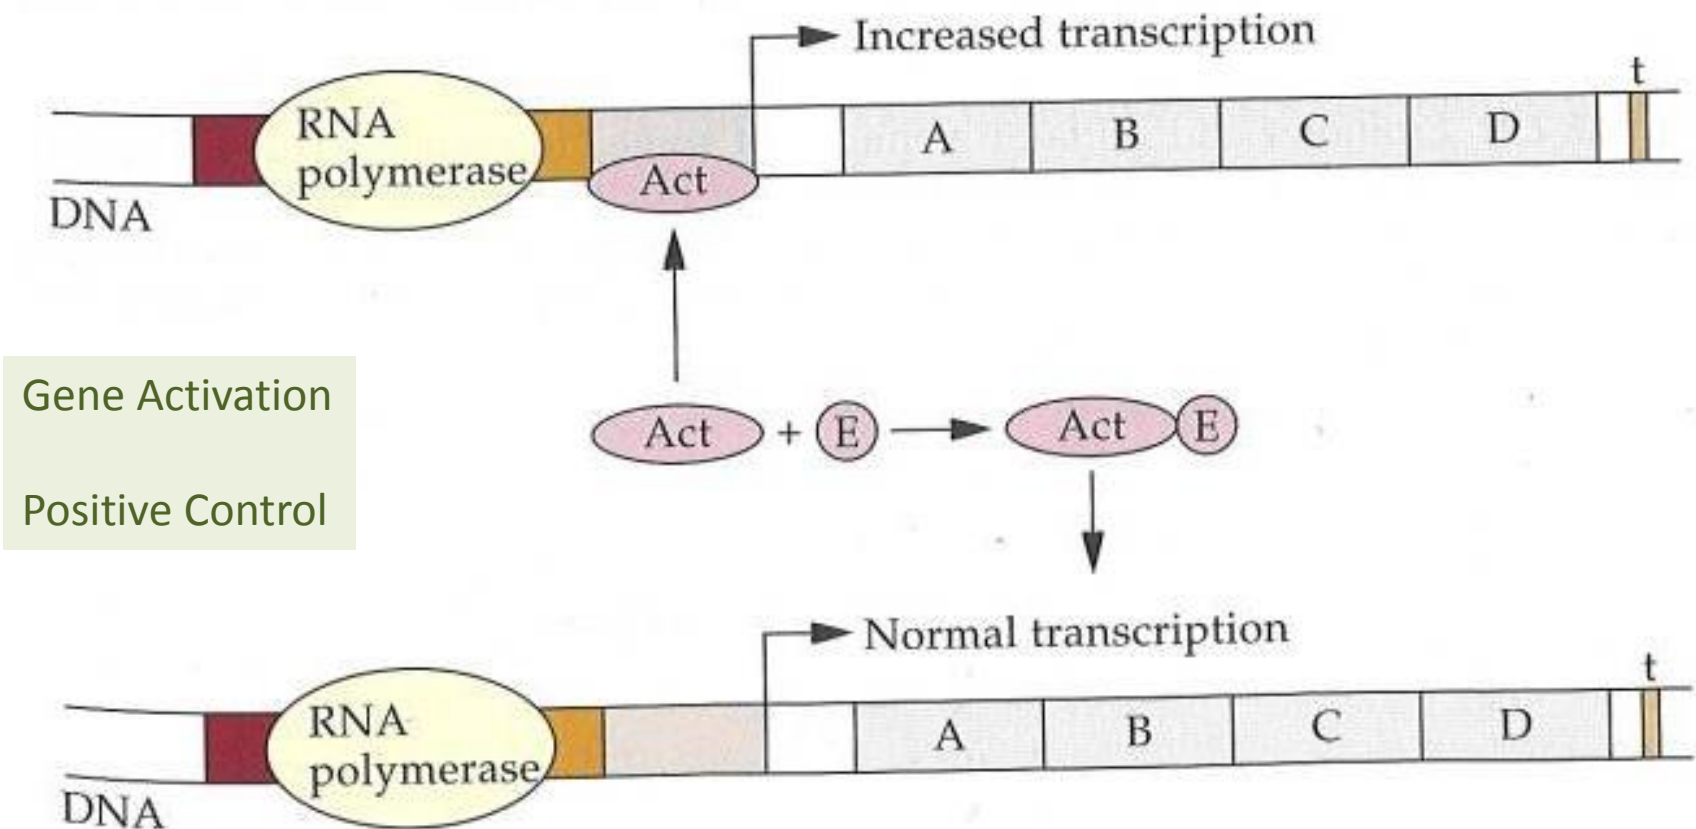 Increased transcription
t
RNA
polymerase
A B C D
Act
DNA
Gene Activation
Positive Control
Act + E Act E
Normal transcription
t
RNA
polymerase
A B C D
DNA